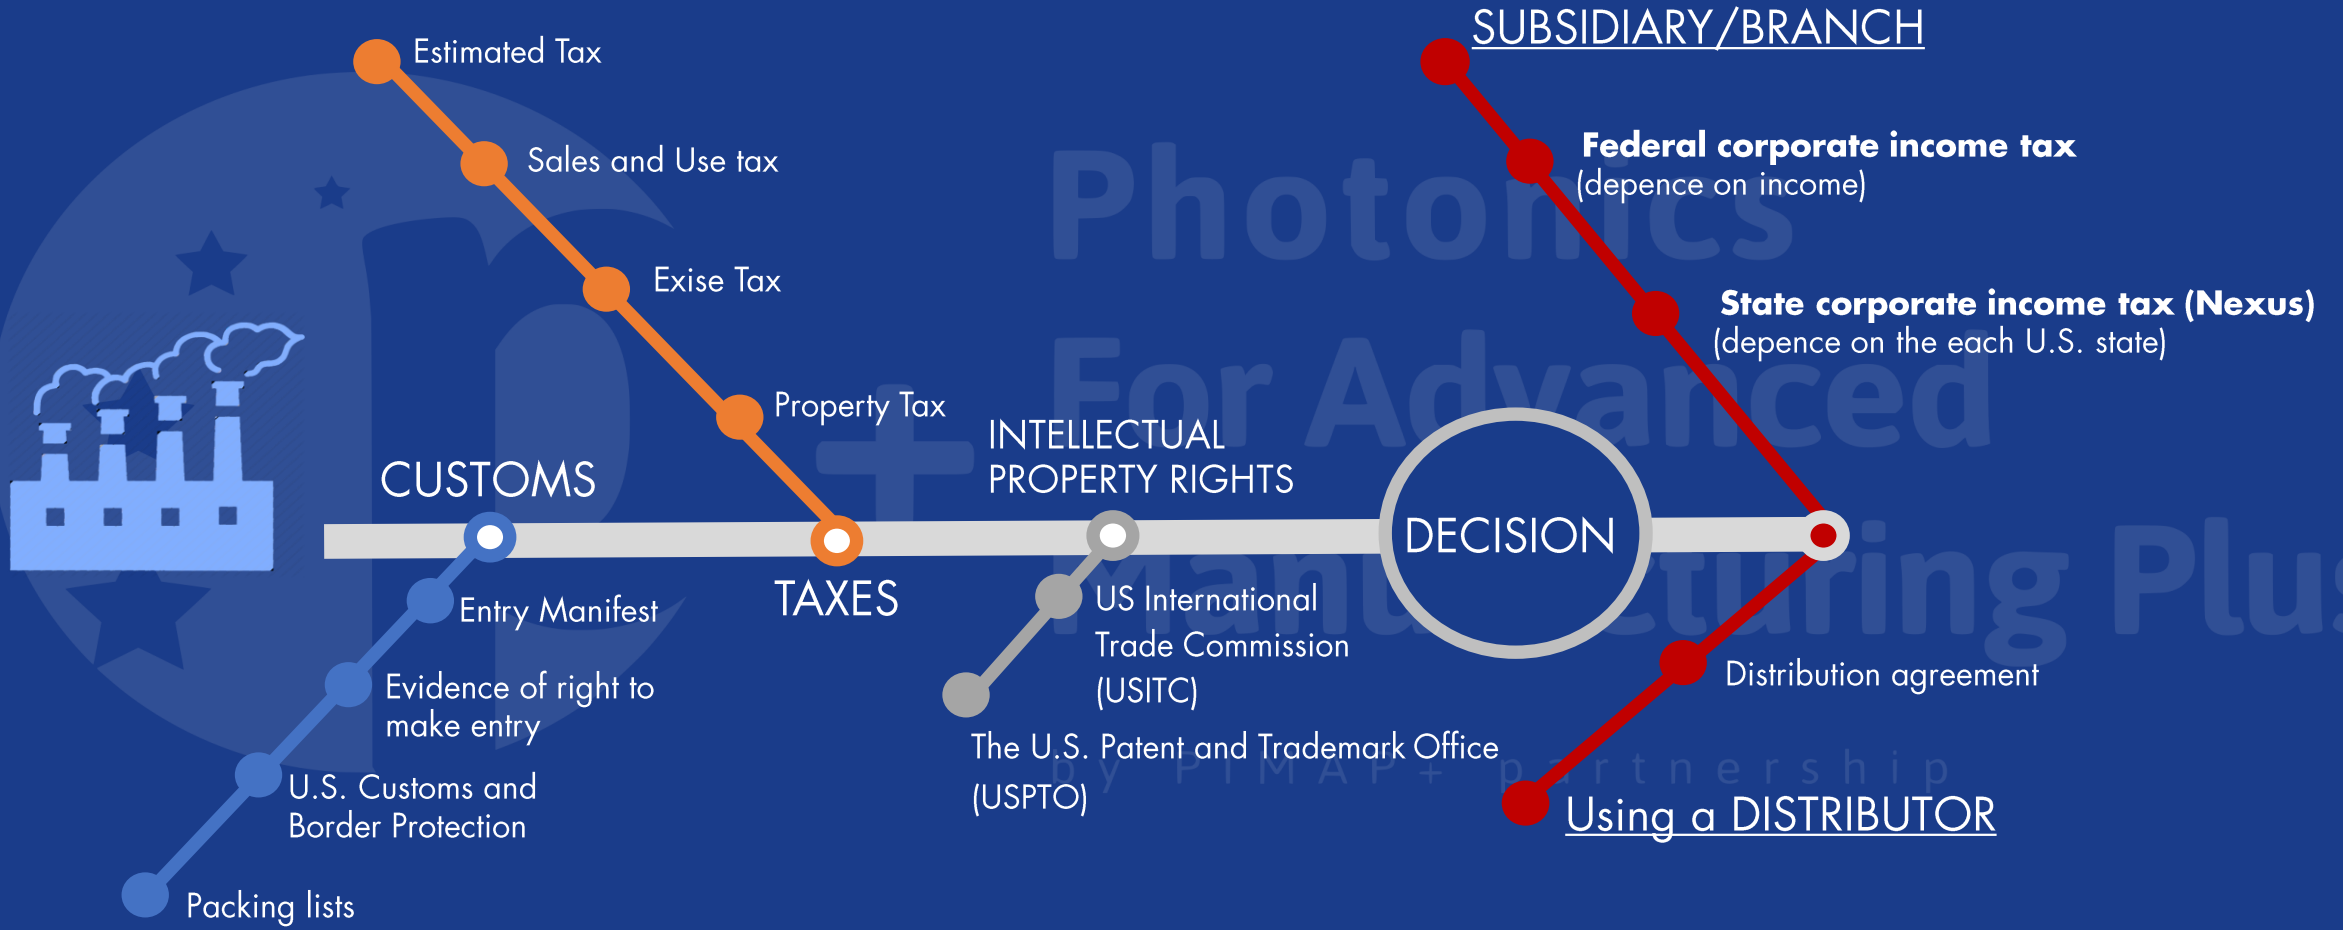 Estimated Tax
Sales and Use tax
Exise Tax
Property Tax
CUSTOMS
Entry Manifest
Evidence of right to
make entry
U.S. Customs and
Border Protection
Packing lists
TAXES
INTELLECTUAL
PROPERTY RIGHTS
US International
Trade Commission
(USITC)
The U.S. Patent and Trademark Office
(USPTO)
DECISION
SUBSIDIARY/BRANCH
Federal corporate income tax
(depence on income)
State corporate income tax (Nexus)
(depence on the each U.S. state)
Distribution agreement
Using a DISTRIBUTOR
Photonics
For Advanced
Manufacturing Plus
by PIMAP+ partnership